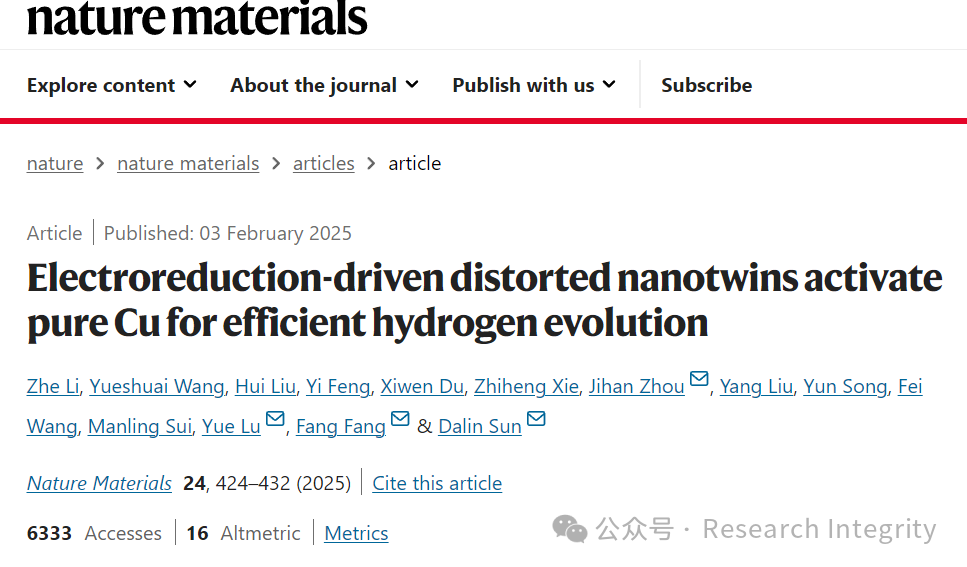 nature materials
Explore content About the journal Publish with us Subscribe
nature > nature materials > articles > article
Article | Published: 03 February 2025
Electroreduction-driven distorted nanotwins activate
pure Cu for efficient hydrogen evolution
Zhe Li, Yueshuai Wang, Hui Liu, Yi Feng, Xiwen Du, Zhiheng Xie, Jihan Zhou, Yang Liu, Yun Song, Fei
Wang, Manling Sui, Yue Lu, Fang Fang & Dalin Sun
Nature Materials 24, 424–432 (2025) | Cite this article
6333 Accesses | 16 Altmetric | Metrics
公众号 · Research Integrity